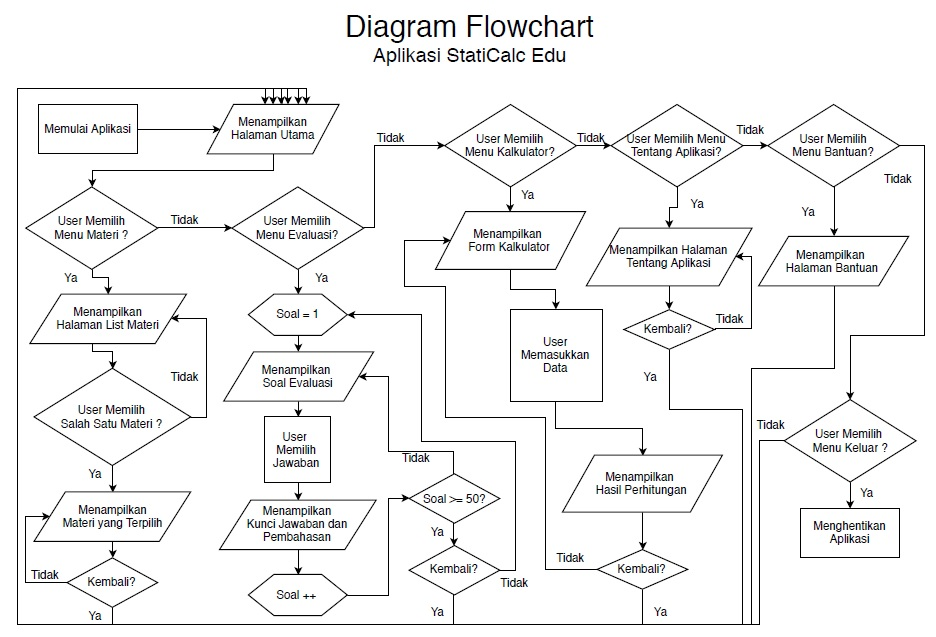 Diagram Flowchart
Aplikasi StatiCalc Edu
Memulai Aplikasi
Menampilkan
Halaman Utama
User Memilih
Menu Materi ?
Tidak
Ya
User Memilih
Menu Evaluasi?
Tidak
Ya
User Memilih
Menu Kalkulator?
Tidak
Ya
User Memilih Menu
Tentang Aplikasi?
Tidak
Ya
User Memilih
Menu Bantuan?
Tidak
Ya
Menampilkan
Halaman List Materi
User Memilih
Salah Satu Materi ?
Tidak
Ya
Menampilkan
Materi yang Terpilih
Kembali?
Tidak
Ya
Soal = 1
Menampilkan
Soal Evaluasi
User
Memilih
Jawaban
Menampilkan
Kunci Jawaban dan
Pembahasan
Soal ++
Soal >= 50?
Tidak
Ya
Kembali?
Tidak
Ya
Menampilkan
Form Kalkulator
User
Memasukkan
Data
Menampilkan
Hasil Perhitungan
Kembali?
Tidak
Ya
Menampilkan Halaman
Tentang Aplikasi
Kembali?
Tidak
Ya
Menampilkan
Halaman Bantuan
User Memilih
Menu Keluar ?
Tidak
Ya
Menghentikan
Aplikasi